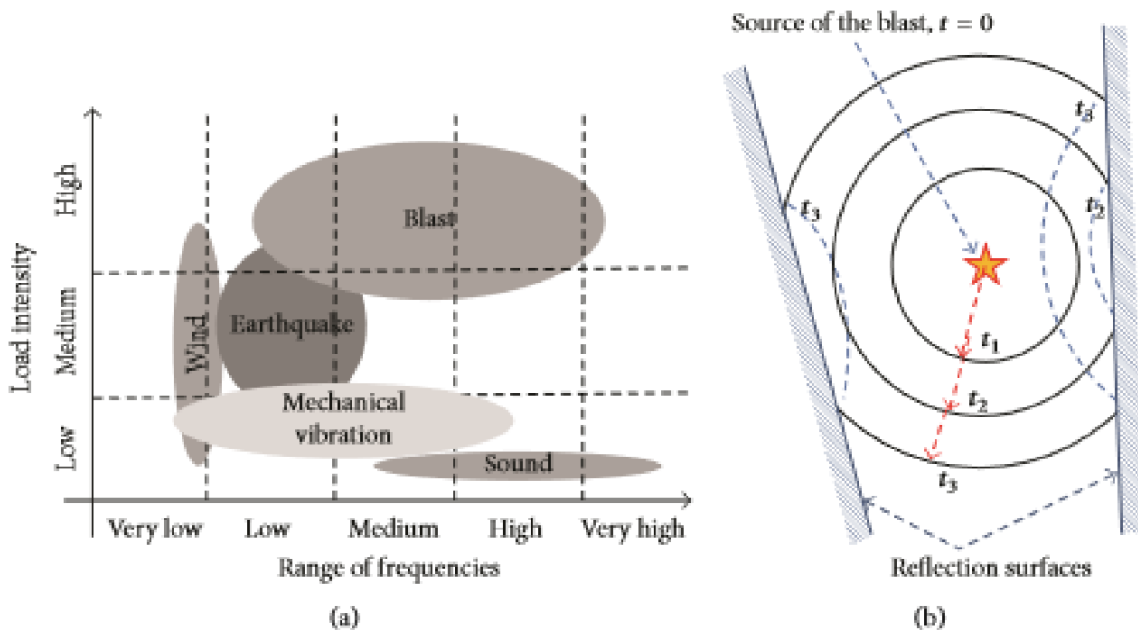 Load intensity
High
Medium
Low
Blast
Wind
Earthquake
Mechanical
vibration
Sound
Very low
Low
Medium
High
Very high
Range of frequencies
(a)
Source of the blast, t = 0
t3
t3
t2
t1
t2
t3
Reflection surfaces
(b)